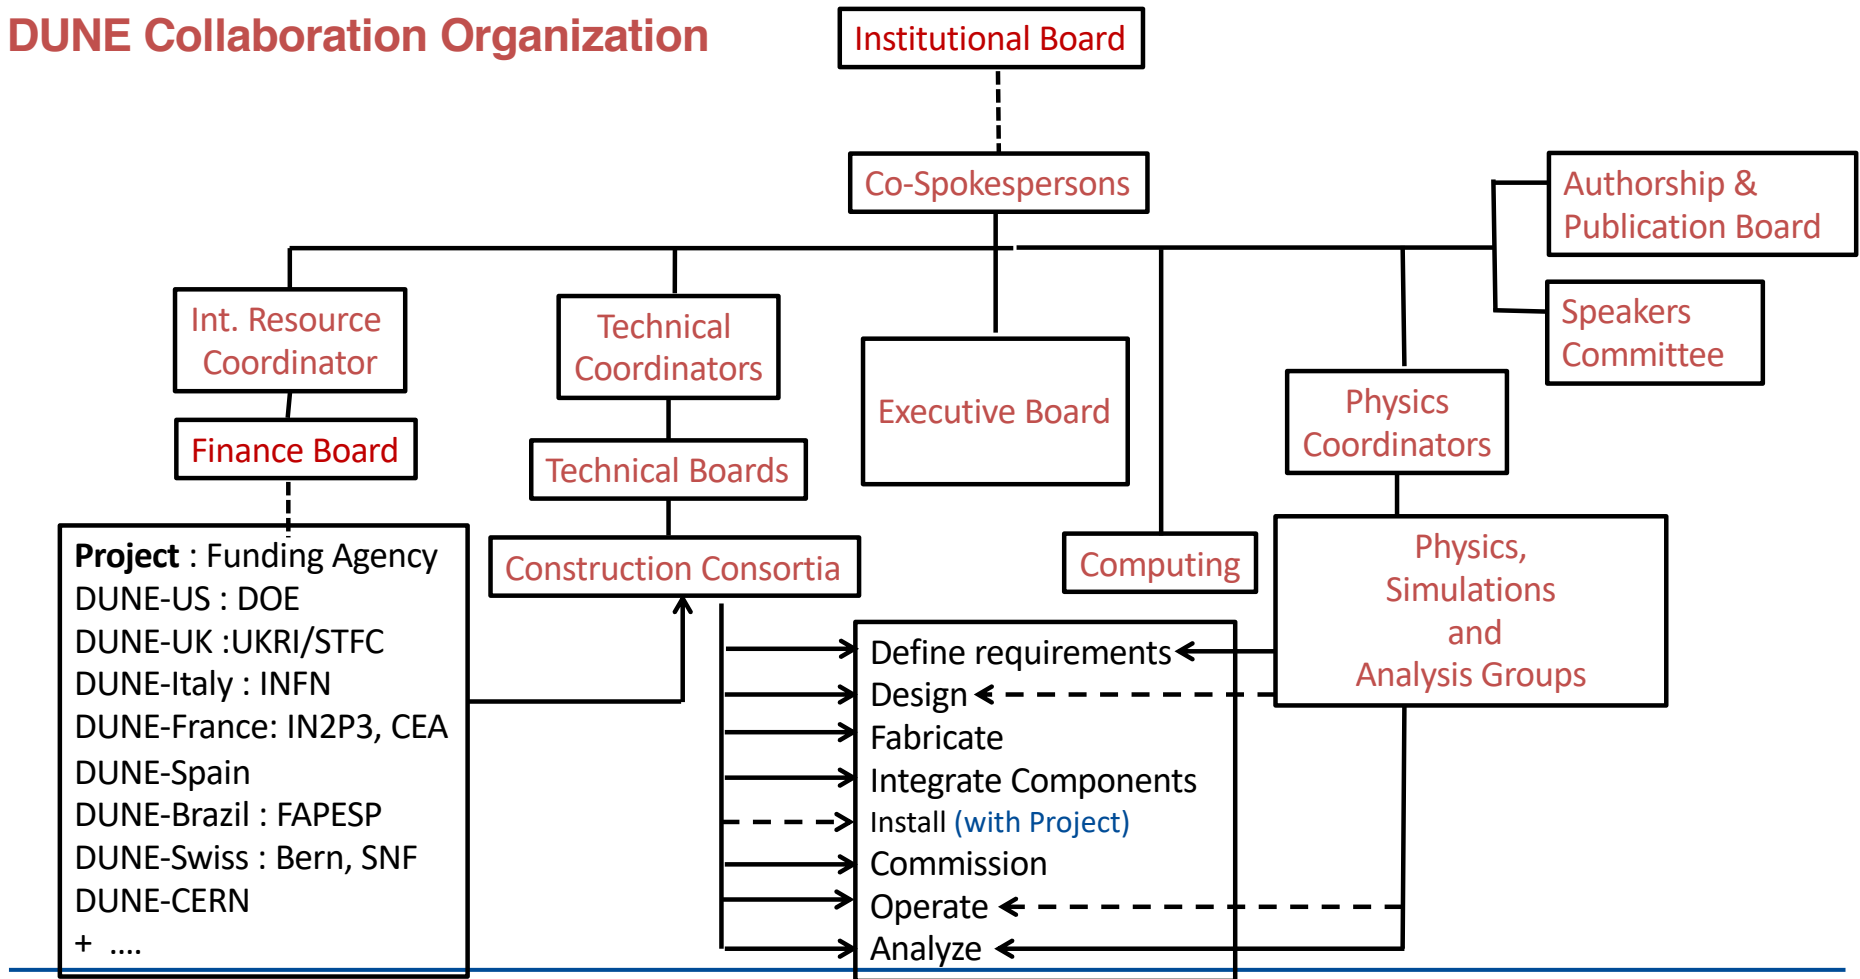 DUNE Collaboration Organization
Institutional Board
Co-Spokespersons
Authorship &
Publication Board
Speakers
Committee
Int. Resource
Coordinator
Finance Board
Technical
Coordinators
Technical Boards
Construction Consortia
Executive Board
Computing
Physics
Coordinators
Physics,
Simulations
and
Analysis Groups
Project : Funding Agency
DUNE-US : DOE
DUNE-UK :UKRI/STFC
DUNE-Italy : INFN
DUNE-France: IN2P3, CEA
DUNE-Spain
DUNE-Brazil : FAPESP
DUNE-Swiss : Bern, SNF
DUNE-CERN
+ ....
Define requirements
Design
Fabricate
Integrate Components
Install (with Project)
Commission
Operate
Analyze